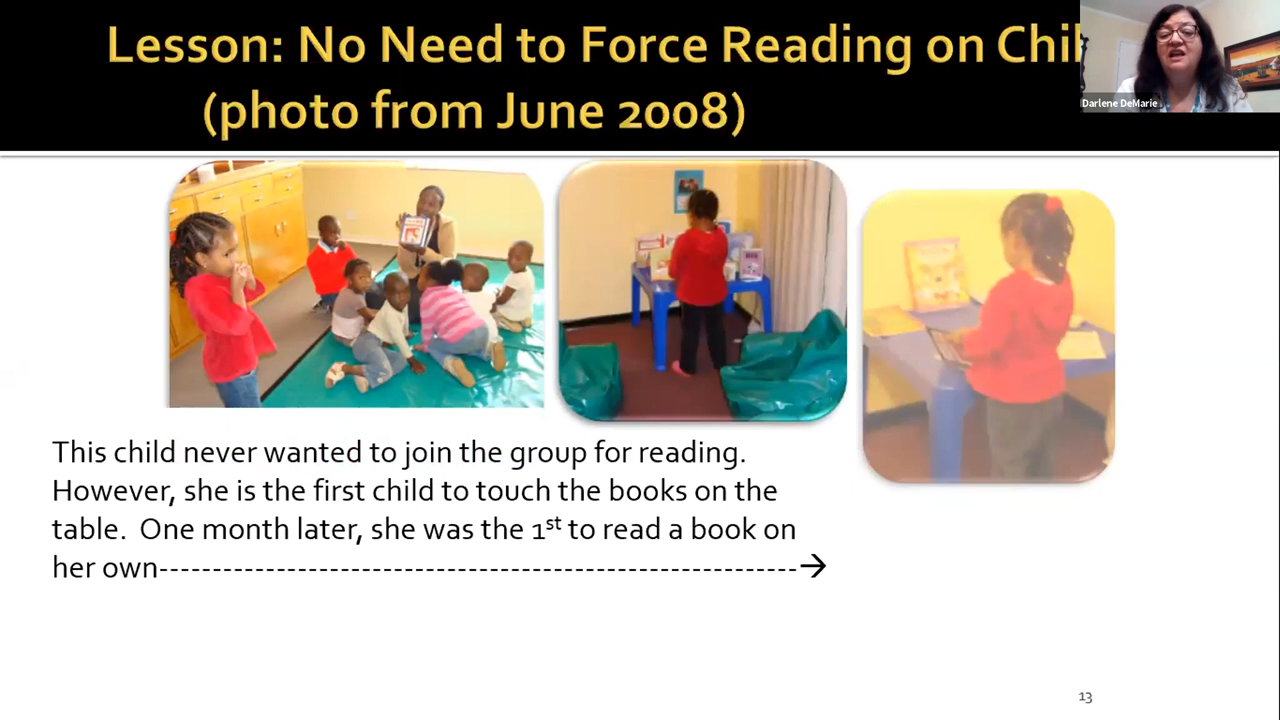 Lesson: No Need to Force Reading on Chil
(photo from June 2008)
Darlene DeMarie
This child never wanted to join the group for reading.
However, she is the first child to touch the books on the
table. One month later, she was the 1st to read a book on
her own------------------------------------------------------------→
13